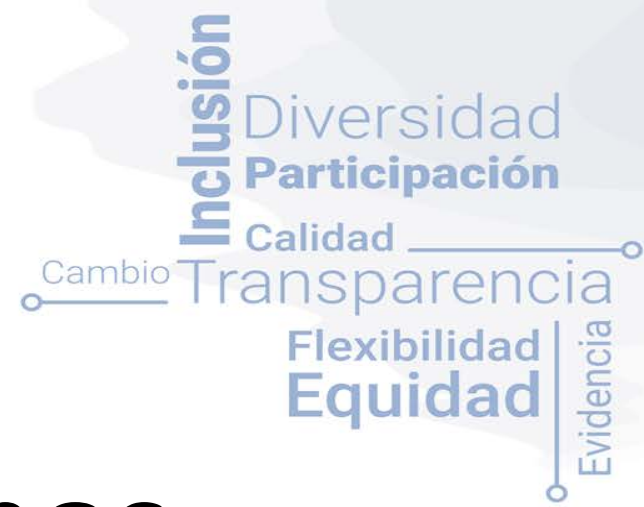 Inclusión
Diversidad
Participación
Calidad
Cambio
Transparencia
Flexibilidad
Equidad
Evidencia